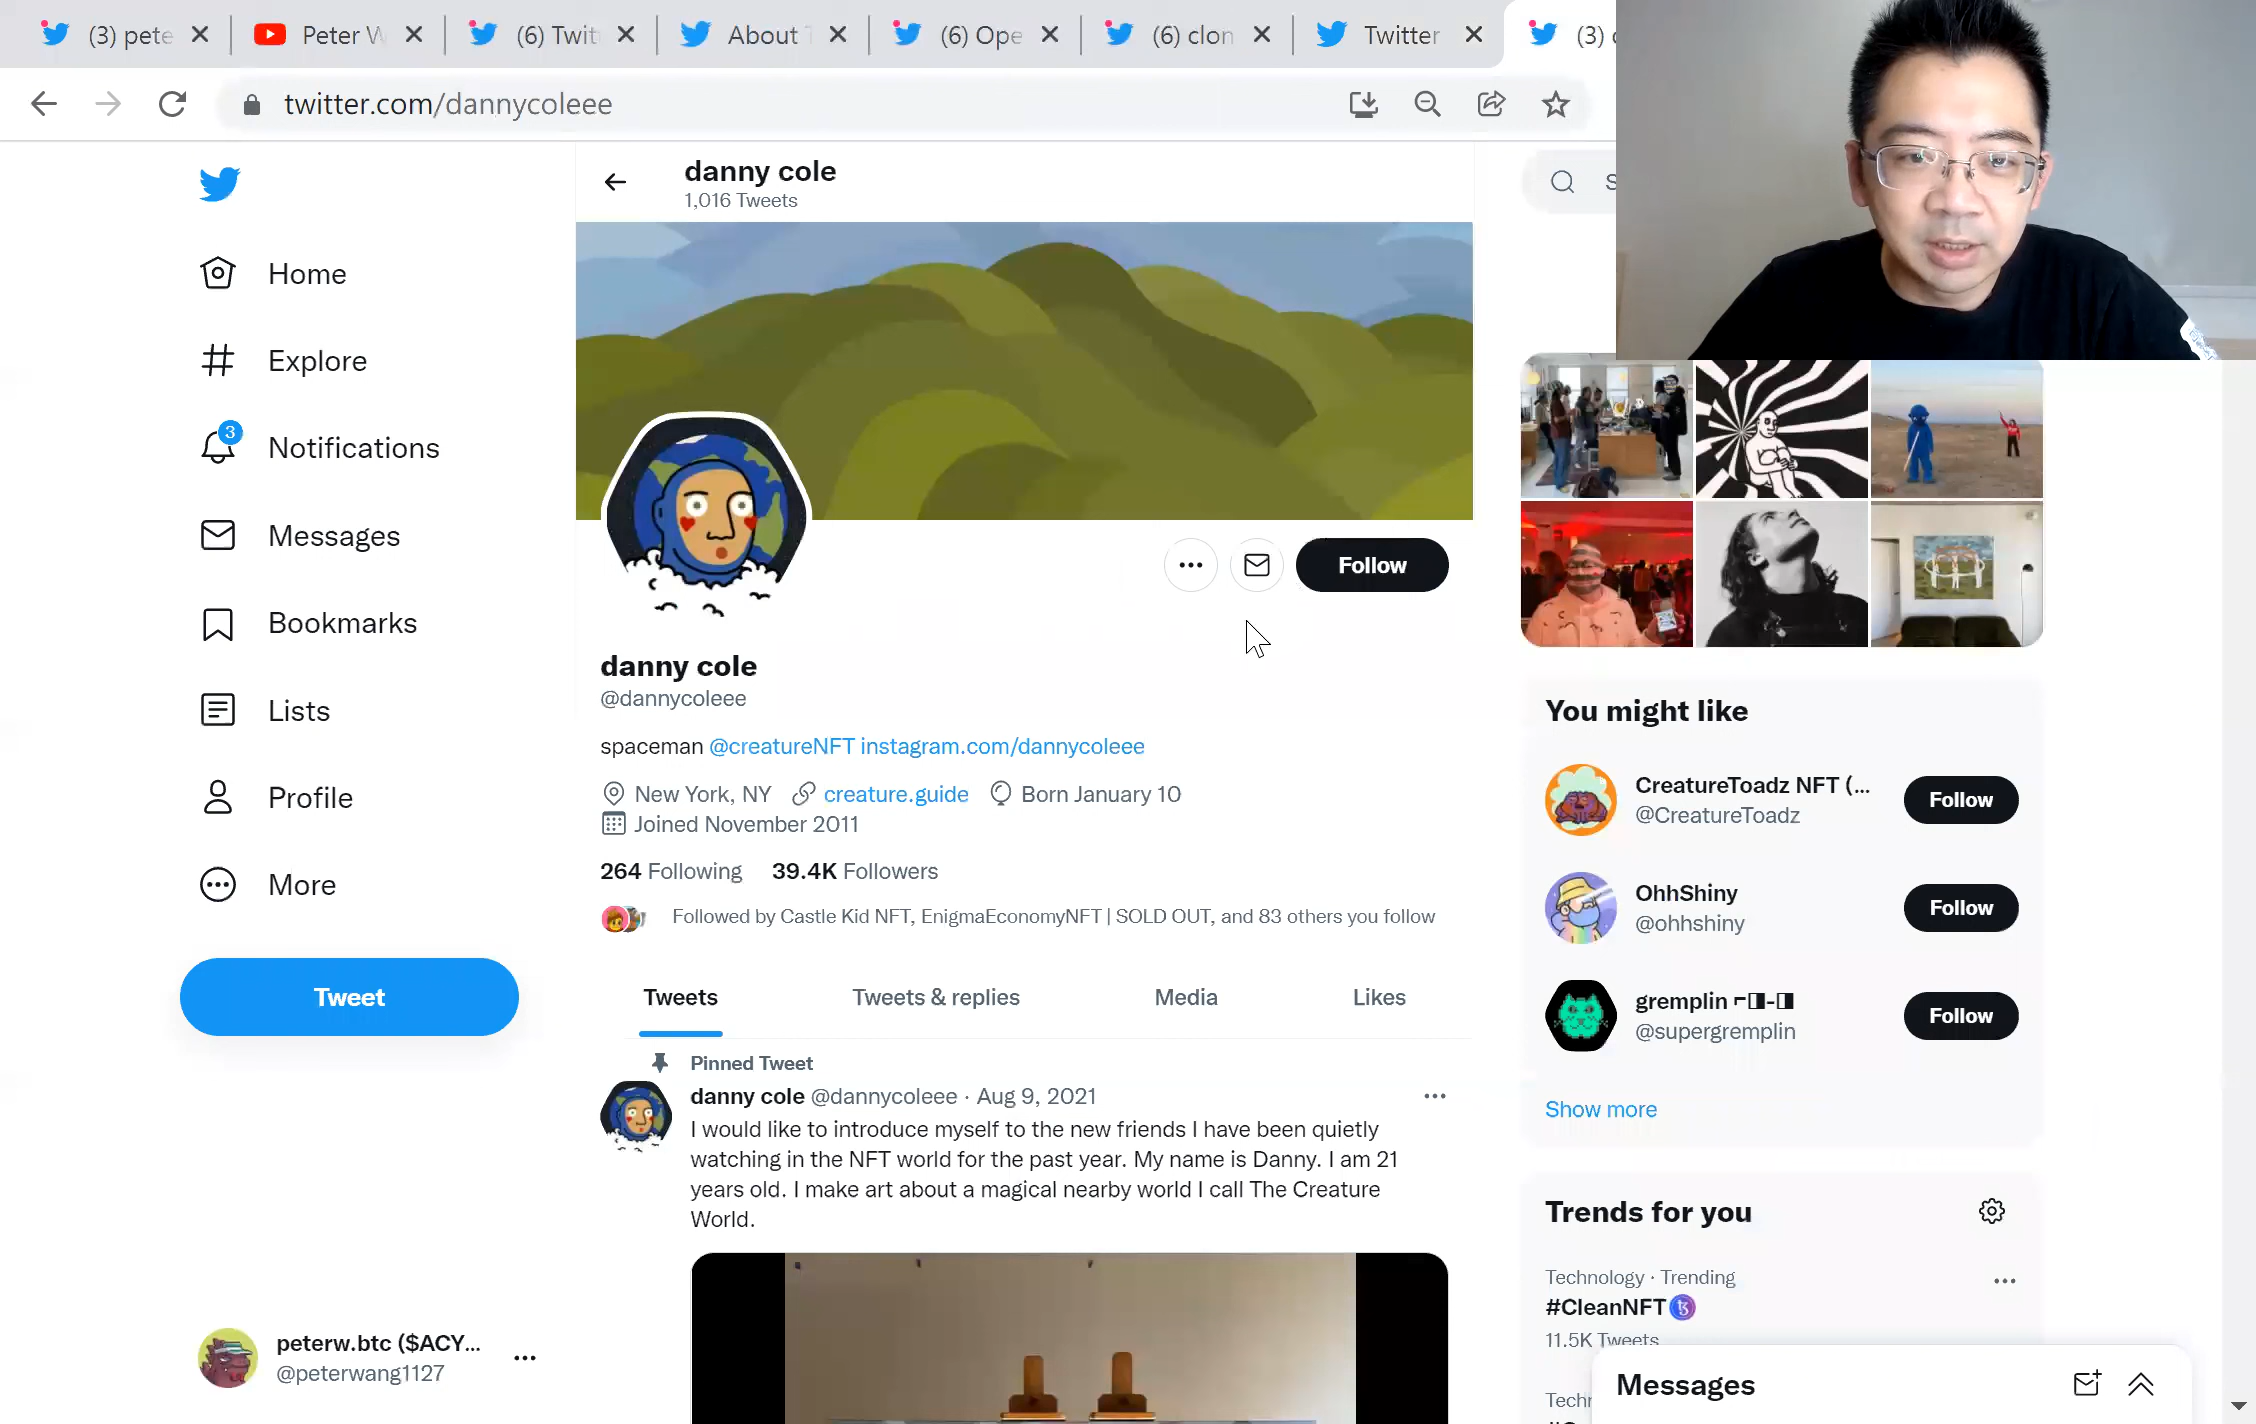 (3) pete
Peter W
(6) Twit
About T
(6) Ope
(6) clon
Twitter
(3)
twitter.com/dannycoleee
danny cole
1,016 Tweets
Home
Explore
3
Notifications
Messages
Bookmarks
Lists
Profile
More
Tweet
peterw.btc ($ACY...
@peterwang1127
Follow
danny cole
@dannycoleee
spaceman @creatureNFT instagram.com/dannycoleee
New York, NY creature.guide Born January 10
Joined November 2011
264 Following 39.4K Followers
Followed by Castle Kid NFT, EnigmaEconomyNFT | SOLD OUT, and 83 others you follow
Tweets Tweets & replies Media Likes
Pinned Tweet
danny cole @dannycoleee · Aug 9, 2021
I would like to introduce myself to the new friends I have been quietly
watching in the NFT world for the past year. My name is Danny. I am 21
years old. I make art about a magical nearby world I call The Creature
World.
You might like
CreatureToadz NFT (...
@CreatureToadz
Follow
OhhShiny
@ohhshiny
Follow
gremplin ⌐◨-◨
@supergremplin
Follow
Show more
Trends for you
Technology · Trending
#CleanNFT
11.5K Tweets
Messages